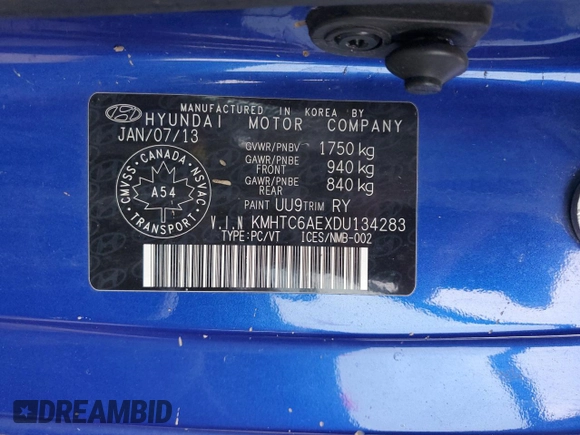 MANUFACTURED IN KOREA BY
HYUNDAI MOTOR COMPANY
JAN/07/13
GVWR/PNBV 1750 kg
GAWR/PNBE FRONT 940 kg
GAWR/PNBE REAR 840 kg
PAINT UU9 TRIM RY
V.I.N KMHTC6AEXDU134283
TYPE:PC/VT ICES/NMB-002
CMVSS · CANADA · NSVAC
A54
TRANSPORT
DREAMBID